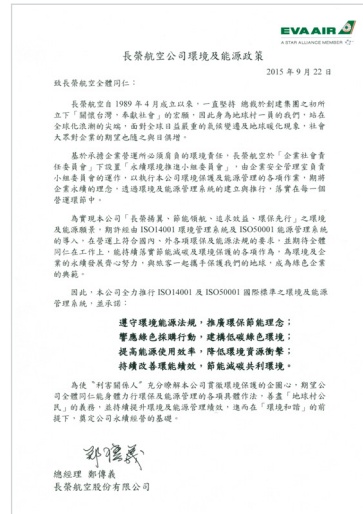 EVA AIR
A STAR ALLIANCE MEMBER
長榮航空公司環境及能源政策
2015 年 9 月 22 日
致長榮航空全體同仁：
長榮航空自 1989 年 4 月成立以來，一直堅持 總裁於創建集團之初所
立下「關懷台灣，奉獻社會」的宏願，因此身為地球村一員的我們，站在
全球化浪潮的尖端，面對全球日益嚴重的氣候變遷及地球暖化現象，社會
大眾對企業的期望也隨之與日俱增。
基於承擔企業營運所必須肩負的環境責任，長榮航空於「企業社會責
任委員會」下設置「永續環境推進小組委員會」，由企業安全管理室負責
小組委員會的運作，以執行本公司環境保護及能源管理的各項作業，期將
企業永續的理念，透過環境及能源管理系統的建立與推行，落實在每一個
營運環節中。
為實現本公司「長榮揚翼、節能領航，追求效益、環保先行」之環境
及能源願景，期許經由 ISO14001 環境管理系統及 ISO50001 能源管理系統
的導入，在營運上符合國內、外各項環保及能源法規的要求，並期待全體
同仁在工作上，能持續落實節能減碳及環境保護的各項作為，為環境及企
業的永續發展齊心努力，與旅客一起攜手保護我們的地球，成為綠色企業
的典範。
因此，本公司全力推行 ISO14001 及 ISO50001 國際標準之環境及能源
管理系統，並承諾：
遵守環境能源法規，推廣環保節能理念；
響應綠色採購行動，建構低碳綠色環境；
提高能源使用效率，降低環境資源衝擊；
持續改善環能績效，節能減碳共利環境。
為使〝利害關係人〞充分瞭解本公司貫徹環境保護的企圖心，期望公
司全體同仁能身體力行環保及能源管理的各項具體作法，善盡「地球村公
民」的義務，並持續提升環境及能源管理績效，進而在「環境和諧」的前
提下，奠定公司永續經營的基礎。
鄭傳義
總經理 鄭傳義
長榮航空股份有限公司